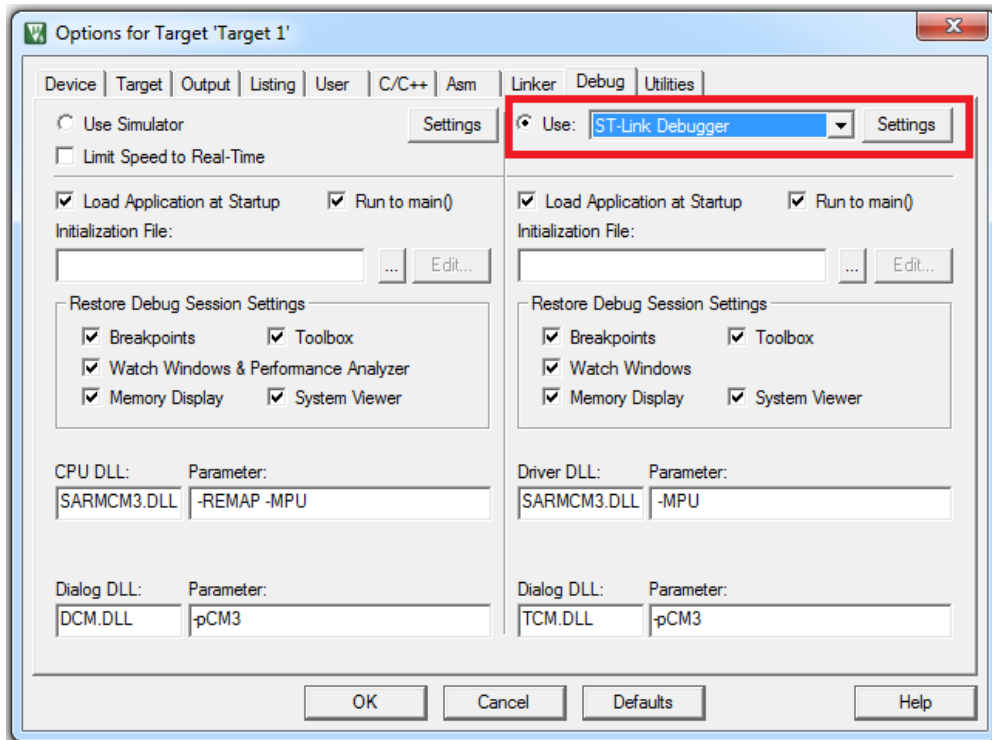 Options for Target 'Target 1'
Device Target Output Listing User C/C++ Asm Linker Debug Utilities
Use Simulator Settings
Limit Speed to Real-Time
Use: ST-Link Debugger Settings
Load Application at Startup Run to main()
Initialization File:
... Edit...
Restore Debug Session Settings
Breakpoints Toolbox
Watch Windows & Performance Analyzer
Memory Display System Viewer
CPU DLL: Parameter:
SARMCM3.DLL -REMAP -MPU
Dialog DLL: Parameter:
DCM.DLL -pCM3
Load Application at Startup Run to main()
Initialization File:
... Edit...
Restore Debug Session Settings
Breakpoints Toolbox
Watch Windows
Memory Display System Viewer
Driver DLL: Parameter:
SARMCM3.DLL -MPU
Dialog DLL: Parameter:
TCM.DLL -pCM3
OK Cancel Defaults Help